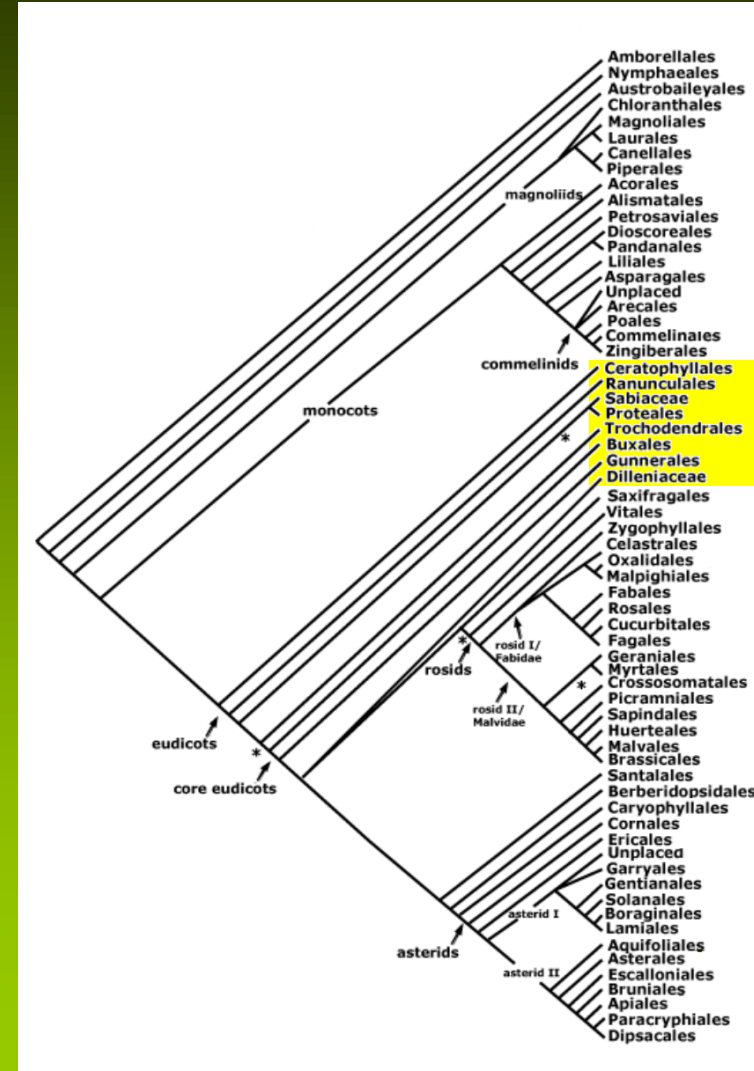 Amborellales
Nymphaeales
Austrobaileyales
Chloranthales
Magnoliales
Laurales
Canellales
Piperales
magnoliids
Acorales
Alismatales
Petrosaviales
Dioscoreales
Pandanales
Liliales
Asparagales
Unplaced
Arecales
Poales
Commelinales
Zingiberales
commelinids
monocots
Ceratophyllales
Ranunculales
Sabiaceae
Proteales
Trochodendrales
*
Buxales
Gunnerales
Dilleniaceae
Saxifragales
Vitales
Zygophyllales
Celastrales
Oxalidales
Malpighiales
Fabales
Rosales
Cucurbitales
Fagales
*
rosids
rosid I/
Fabidae
Geraniales
Myrtales
* Crossosomatales
Picramniales
rosid II/
Malvidae
Sapindales
Huerteales
Malvales
Brassicales
eudicots
*
core eudicots
Santalales
Berberidopsidales
Caryophyllales
Cornales
Ericales
Unplaced
Garryales
Gentianales
Solanales
Boraginales
Lamiales
asterid I
asterids
Aquifoliales
Asterales
Escalloniales
Bruniales
Apiales
Paracryphiales
Dipsacales
asterid II